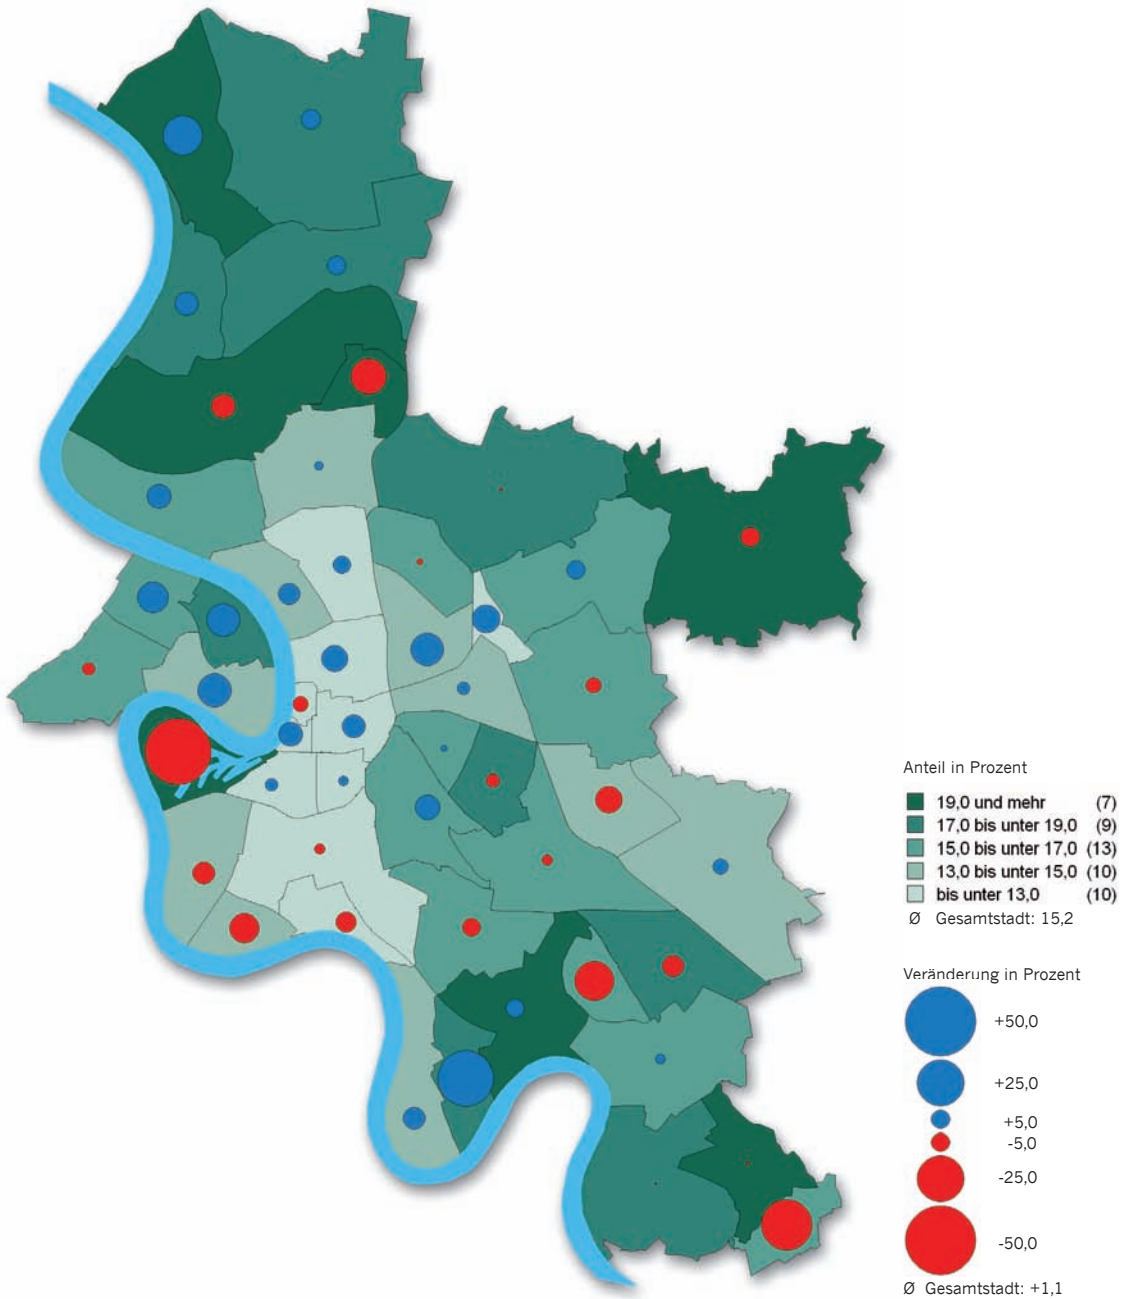 Anteil in Prozent
19,0 und mehr (7)
17,0 bis unter 19,0 (9)
15,0 bis unter 17,0 (13)
13,0 bis unter 15,0 (10)
bis unter 13,0 (10)
Ø Gesamtstadt: 15,2
Veränderung in Prozent
+50,0
+25,0
+5,0
-5,0
-25,0
-50,0
Ø Gesamtstadt: +1,1